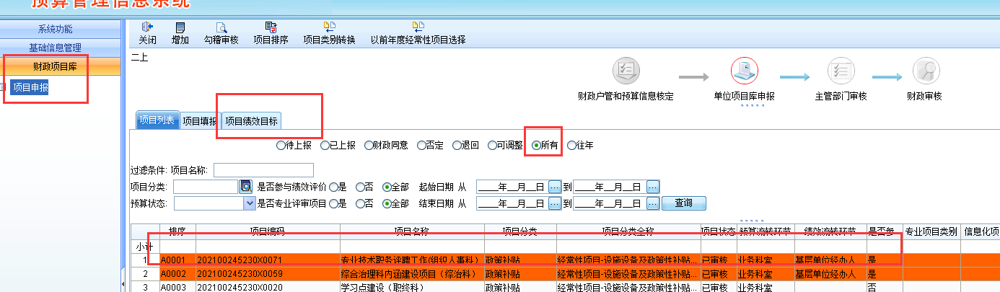 预算管理信息系统
系统功能
基础信息管理
财政项目库
项目申报
关闭 增加 勾稽审核 项目排序 项目类别转换 以前年度经常性项目选择
二上
财政户管和预算信息核定 单位项目库申报 主管部门审核 财政审核
项目列表 项目填报 项目绩效目标
待上报 已上报 财政同意 否定 退回 可调整 所有 往年
过滤条件: 项目名称:
项目分类: 是否参与绩效评价 是 否 全部 起始日期 从 ____年__月__日 ... 到 ____年__月__日 ...
预算状态: 是否专业评审项目 是 否 全部 结束日期 从 ____年__月__日 ... 到 ____年__月__日 ... 查询
排序 项目编码 项目名称 项目分类 项目分类全称 项目状态 预算流转环节 绩效流转环节 是否参 专业项目类别 信息化项
小计
1 A0001 202100245230X0071 专业技术职务评聘工作(组织人事科) 政策补贴 经常性项目-设施设备及政策性补贴... 已审核 业务科室 基层单位经办人 是
2 A0002 202100245230X0059 综合治理科内涵建设项目（综治科） 政策补贴 经常性项目-设施设备及政策性补贴... 已审核 业务科室 基层单位经办人 是
3 A0003 202100245230X0020 学习点建设（职终科） 政策补贴 经常性项目-设施设备及政策性补贴... 已审核 业务科室 否